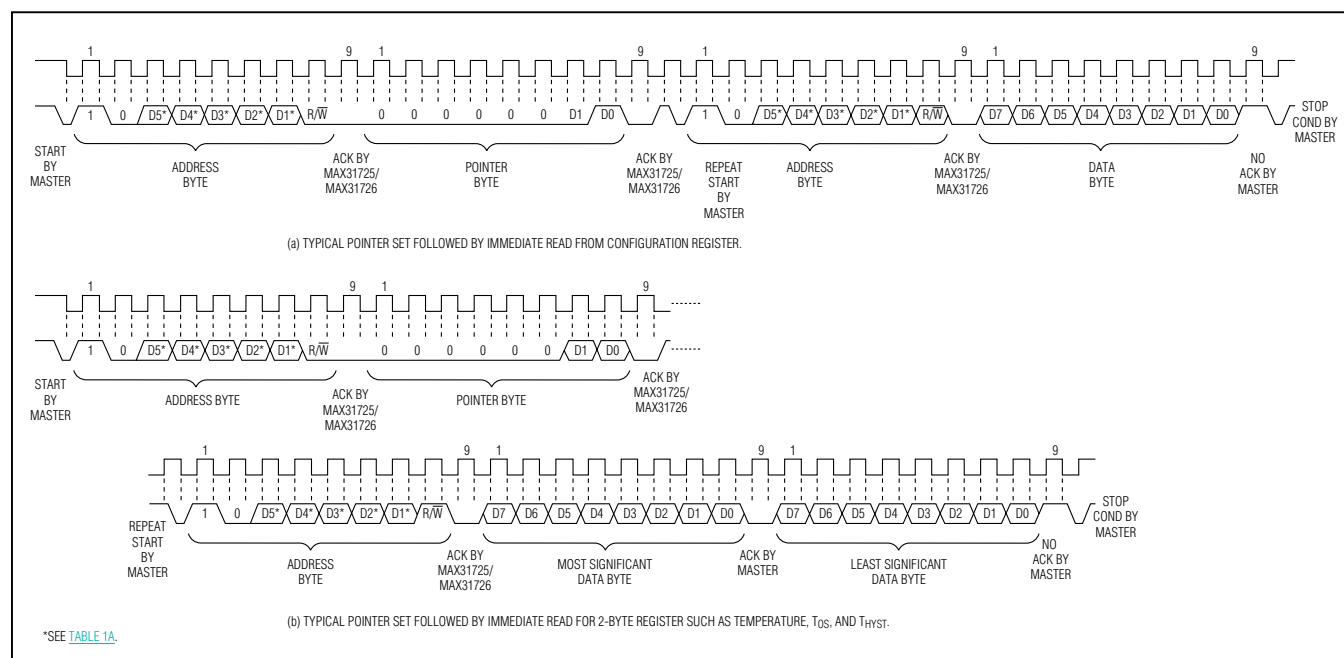 1 9 1 9 1 9 1 9
1 0 D5* D4* D3* D2* D1* R/W̅ 0 0 0 0 0 0 D1 D0 1 0 D5* D4* D3* D2* D1* R/W̅ D7 D6 D5 D4 D3 D2 D1 D0
STOP
COND BY
MASTER
START
BY
MASTER
ADDRESS
BYTE
ACK BY
MAX31725/
MAX31726
POINTER
BYTE
ACK BY
MAX31725/
MAX31726
REPEAT
START
BY
MASTER
ADDRESS
BYTE
ACK BY
MAX31725/
MAX31726
DATA
BYTE
NO
ACK BY
MASTER
(a) TYPICAL POINTER SET FOLLOWED BY IMMEDIATE READ FROM CONFIGURATION REGISTER.
1 9 1 9
1 0 D5* D4* D3* D2* D1* R/W̅ 0 0 0 0 0 0 D1 D0
START
BY
MASTER
ADDRESS BYTE
ACK BY
MAX31725/
MAX31726
POINTER BYTE
ACK BY
MAX31725/
MAX31726
1 9 1 9 1 9
1 0 D5* D4* D3* D2* D1* R/W̅ D7 D6 D5 D4 D3 D2 D1 D0 D7 D6 D5 D4 D3 D2 D1 D0
STOP
COND BY
MASTER
REPEAT
START
BY
MASTER
ADDRESS
BYTE
ACK BY
MAX31725/
MAX31726
MOST SIGNIFICANT
DATA BYTE
ACK BY
MASTER
LEAST SIGNIFICANT
DATA BYTE
NO
ACK BY
MASTER
(b) TYPICAL POINTER SET FOLLOWED BY IMMEDIATE READ FOR 2-BYTE REGISTER SUCH AS TEMPERATURE, TOS, AND THYST.
*SEE TABLE 1A.